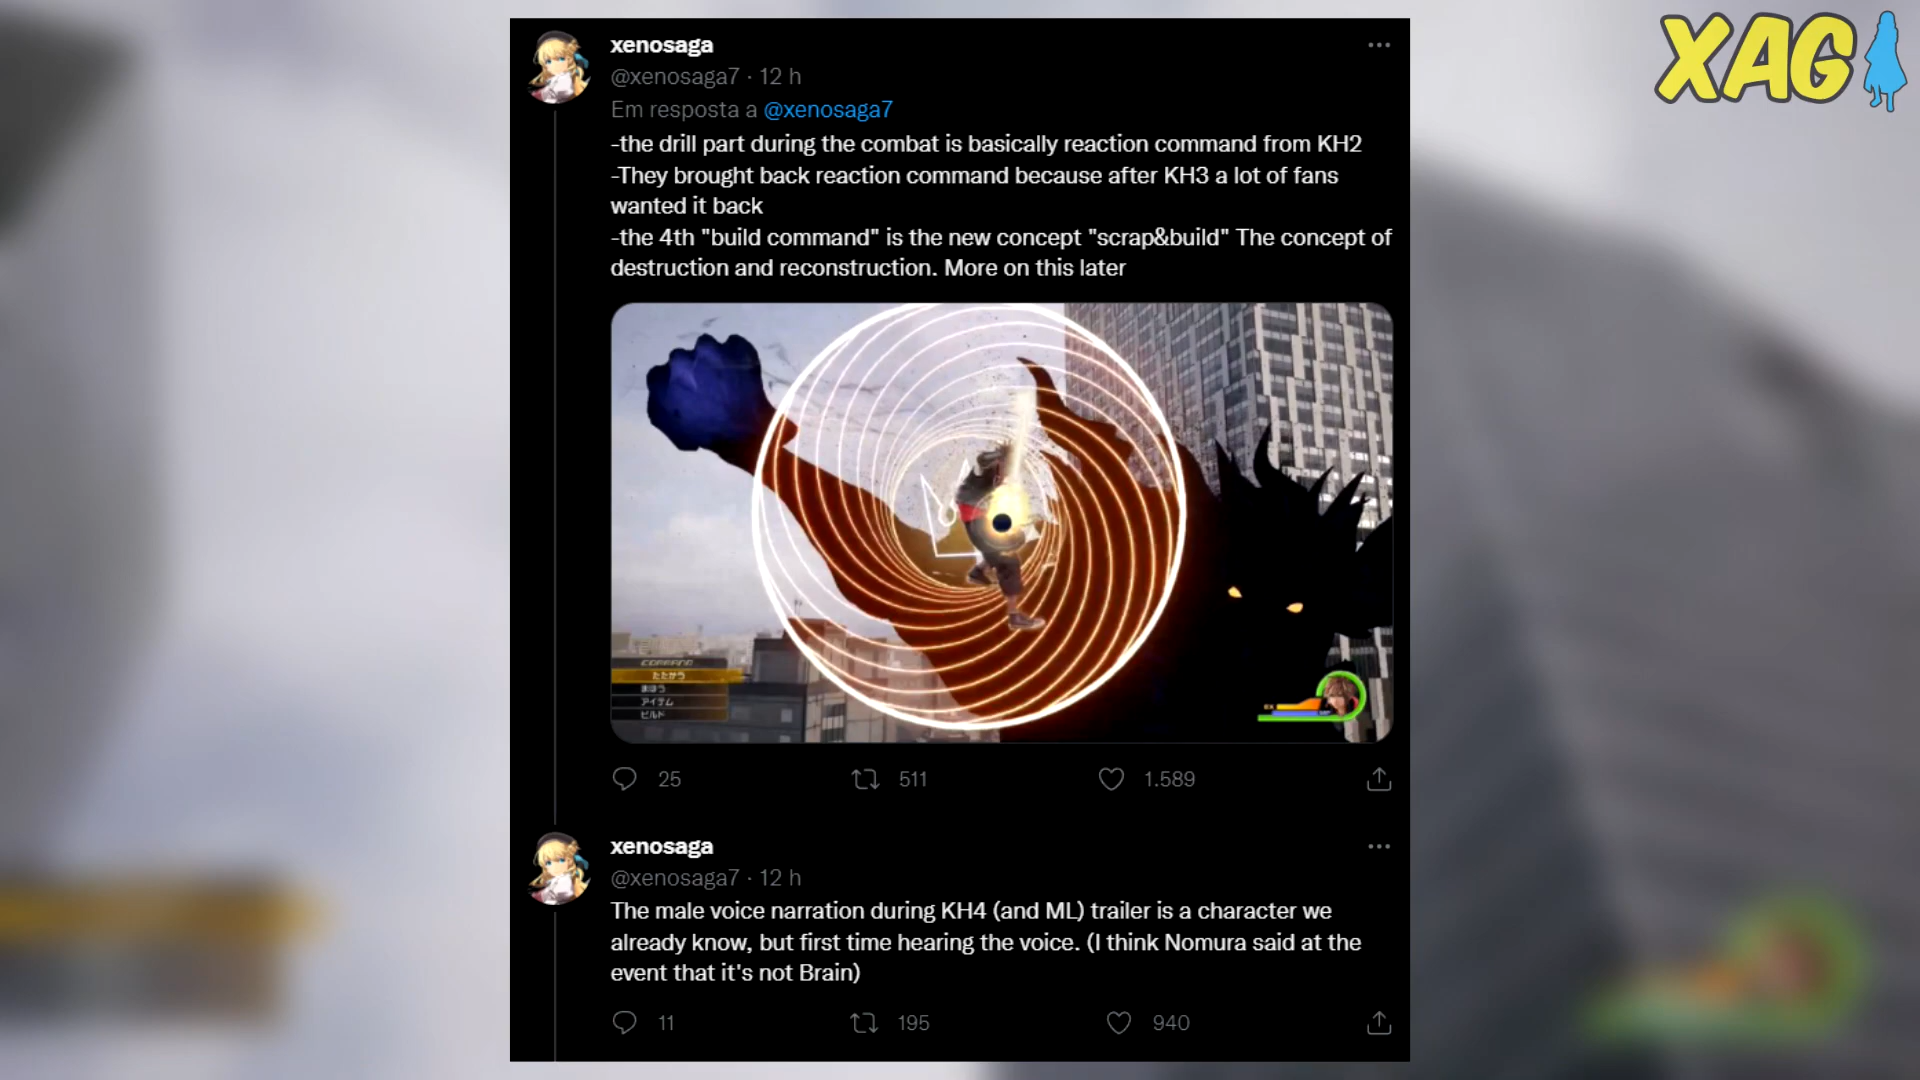 XAG
xenosaga
@xenosaga7 · 12 h
Em resposta a @xenosaga7
-the drill part during the combat is basically reaction command from KH2
-They brought back reaction command because after KH3 a lot of fans
wanted it back
-the 4th "build command" is the new concept "scrap&build" The concept of
destruction and reconstruction. More on this later
COMMAND
たたかう
まほう
アイテム
ビルド
25
511
1.589
xenosaga
@xenosaga7 · 12 h
The male voice narration during KH4 (and ML) trailer is a character we
already know, but first time hearing the voice. (I think Nomura said at the
event that it's not Brain)
11
195
940